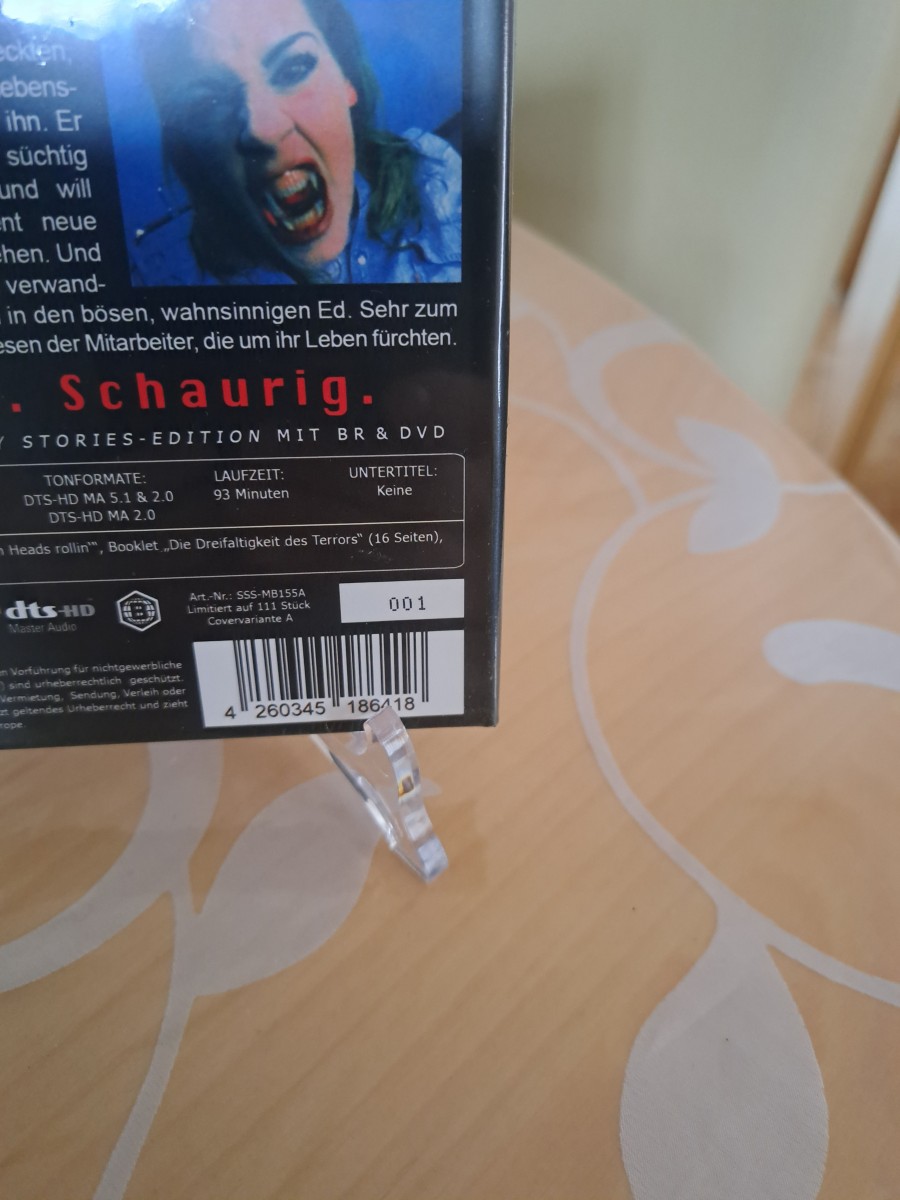 eckten,
ebens-
ihn. Er
süchtig
und will
ent neue
ehen. Und
verwand-
in den bösen, wahnsinnigen Ed. Sehr zum
esen der Mitarbeiter, die um ihr Leben fürchten.
. Schaurig.
Y STORIES-EDITION MIT BR & DVD
TONFORMATE:
DTS-HD MA 5.1 & 2.0
DTS-HD MA 2.0
LAUFZEIT:
93 Minuten
UNTERTITEL:
Keine
n Heads rollin'", Booklet „Die Dreifaltigkeit des Terrors" (16 Seiten),
dts-HD
Master Audio
Art.-Nr.: SSS-MB155A
Limitiert auf 111 Stück
Covervariante A
001
n Vorführung für nichtgewerbliche
) sind urheberrechtlich geschützt.
Vermietung, Sendung, Verleih oder
zt geltendes Urheberrecht und zieht
rope.
4 260345 186418